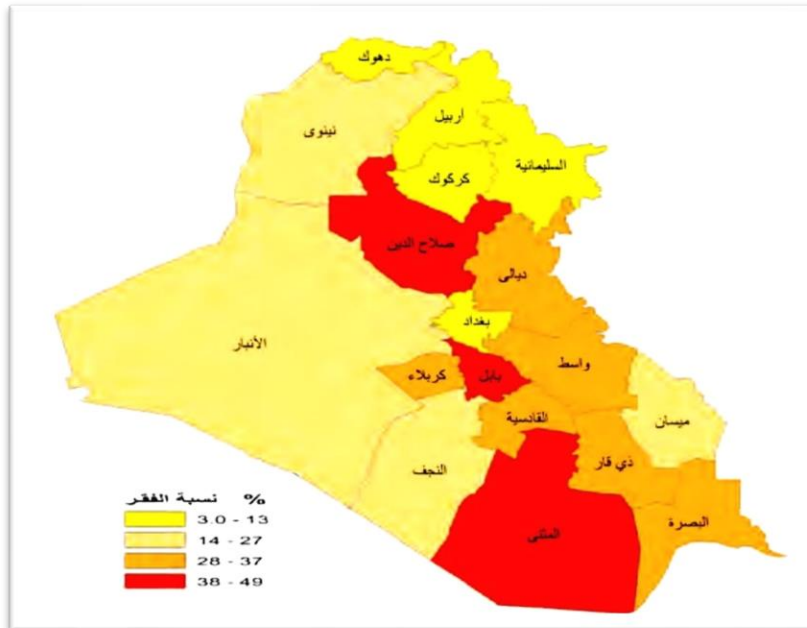 دهوك
نينوى
أربيل
السليمانية
كركوك
صلاح الدين
ديالى
بغداد
الأنبار
واسط
كربلاء
بابل
ميسان
القادسية
النجف
ذي قار
البصرة
المثنى
نسبة الفقر %
3.0 - 13
14 - 27
28 - 37
38 - 49